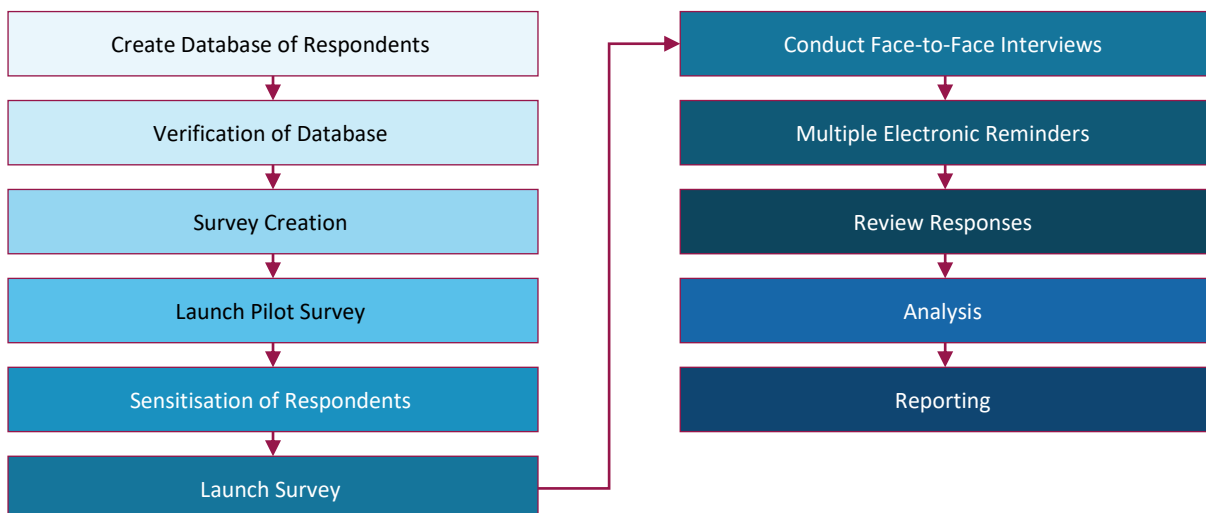 Create Database of Respondents
Verification of Database
Survey Creation
Launch Pilot Survey
Sensitisation of Respondents
Launch Survey
Conduct Face-to-Face Interviews
Multiple Electronic Reminders
Review Responses
Analysis
Reporting